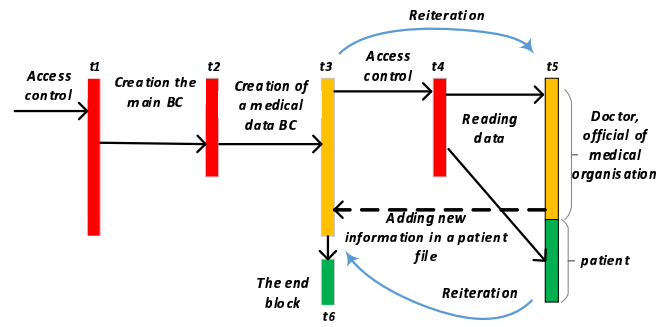 Reiteration
t1
t2
t3
t4
t5
Access
control
Creation the
main BC
Creation of
a medical
data BC
Access
control
Reading
data
Doctor,
official of
medical
organisation
Adding new
information in a patient
file
patient
The end
block
Reiteration
t6